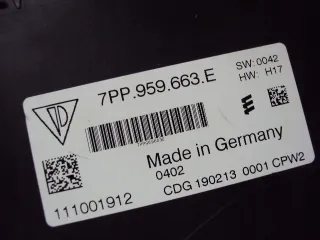 7PP.959.663.E
SW: 0042
HW: H17
Made in Germany
0402
CDG 190213 0001 CPW2
111001912